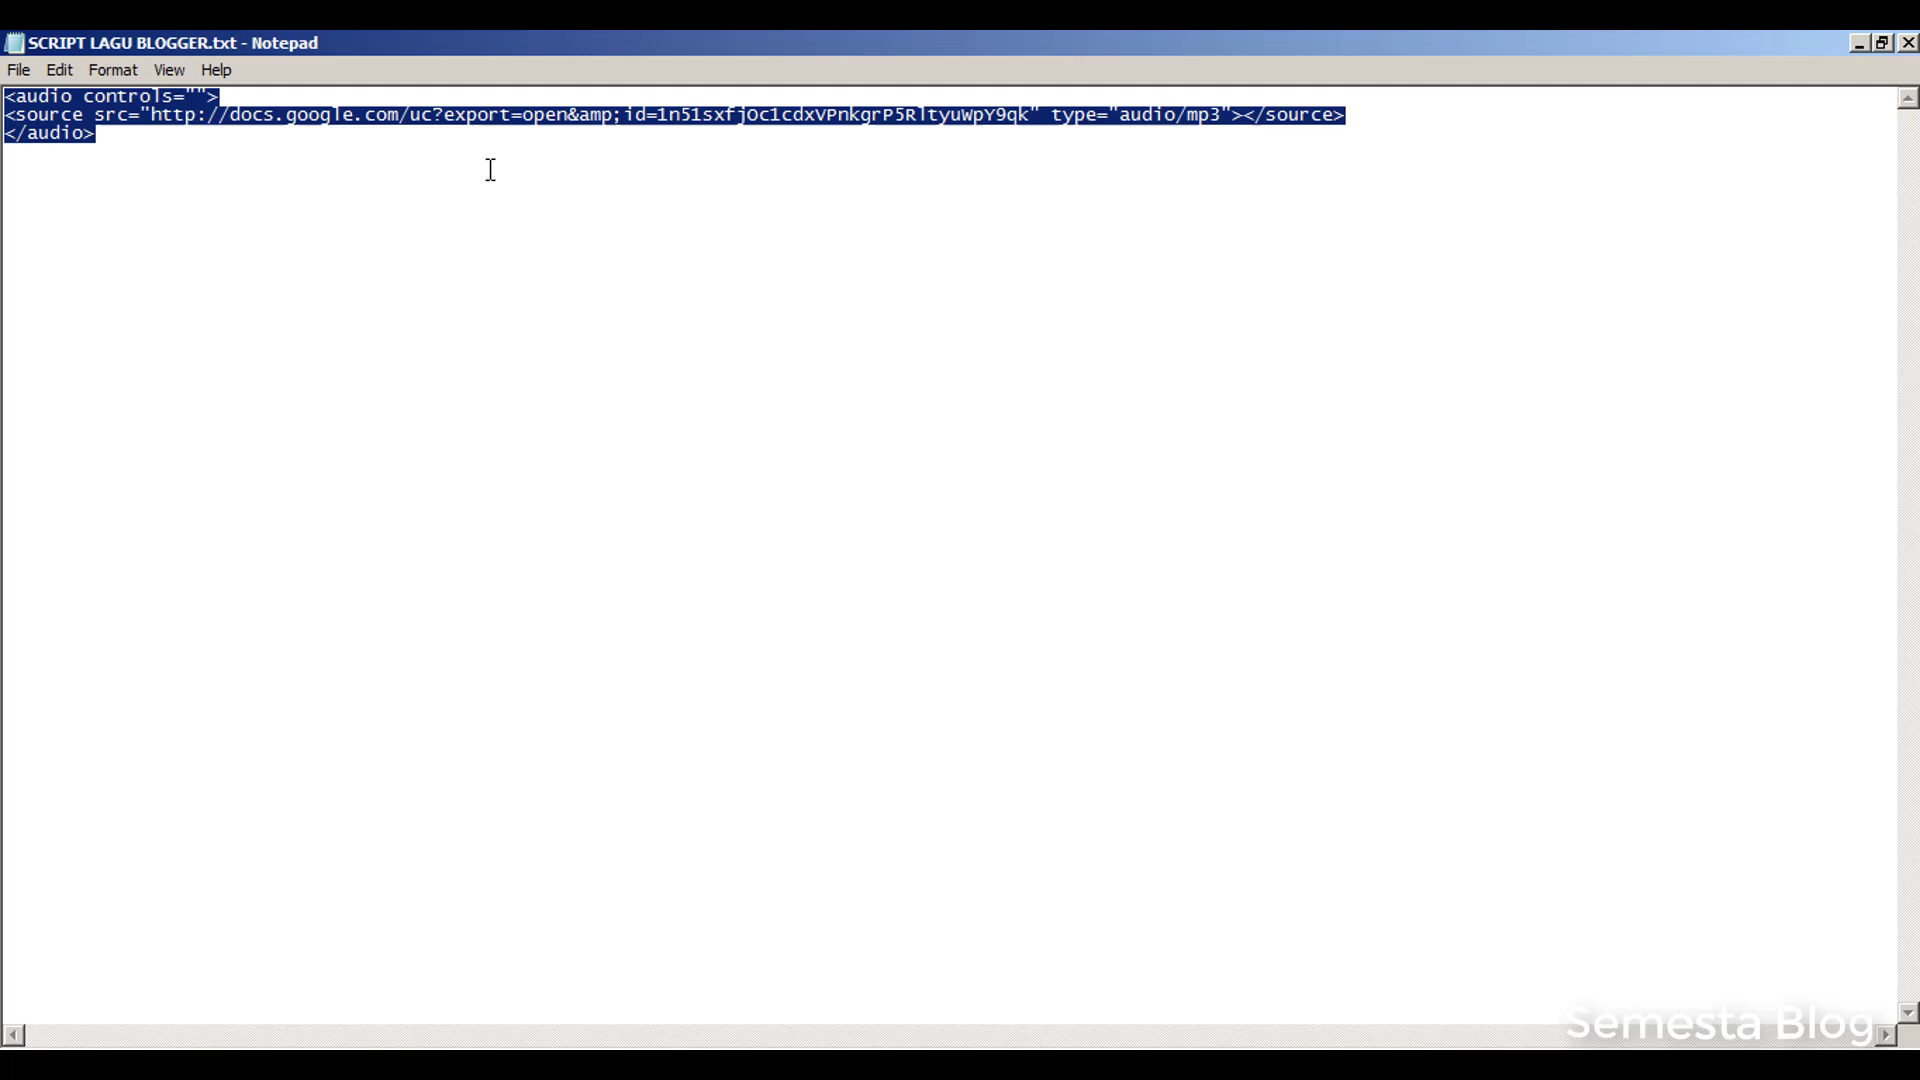 SCRIPT LAGU BLOGGER.txt - Notepad
File Edit Format View Help
<audio controls="">
<source src="http://docs.google.com/uc?export=open&amp;id=1n51sxfjOc1cdxVPnkgrP5RltyuWpY9qk" type="audio/mp3"></source>
</audio>
Semesta Blog